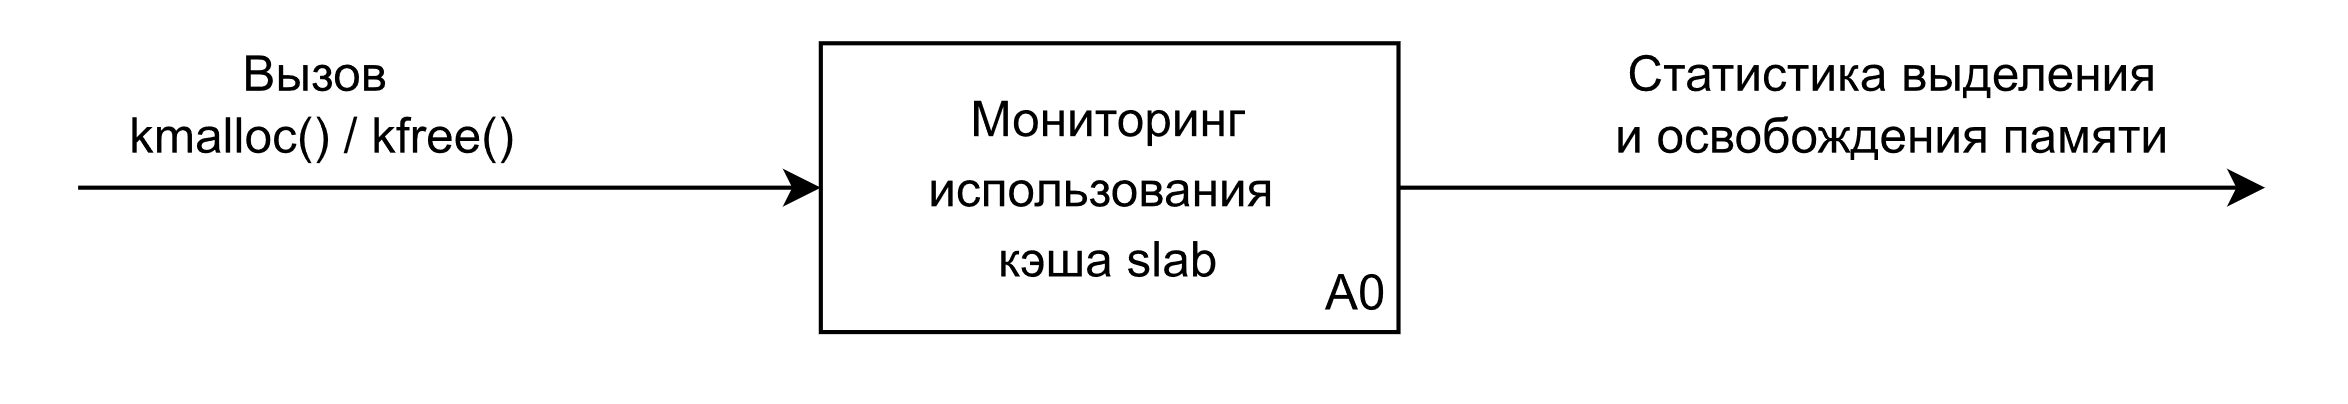 Вызов
kmalloc() / kfree()
Мониторинг
использования
кэша slab
A0
Статистика выделения
и освобождения памяти